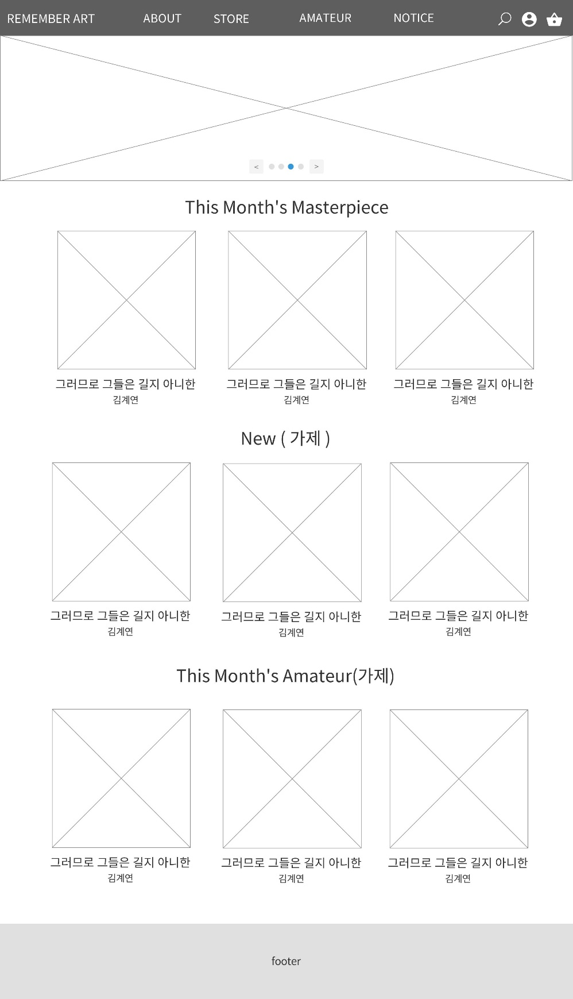 REMEMBER ART ABOUT STORE AMATEUR NOTICE
< >
This Month's Masterpiece
그러므로 그들은 길지 아니한 그러므로 그들은 길지 아니한 그러므로 그들은 길지 아니한
김계연 김계연 김계연
New ( 가제 )
그러므로 그들은 길지 아니한 그러므로 그들은 길지 아니한 그러므로 그들은 길지 아니한
김계연 김계연 김계연
This Month's Amateur(가제)
그러므로 그들은 길지 아니한 그러므로 그들은 길지 아니한 그러므로 그들은 길지 아니한
김계연 김계연 김계연
footer